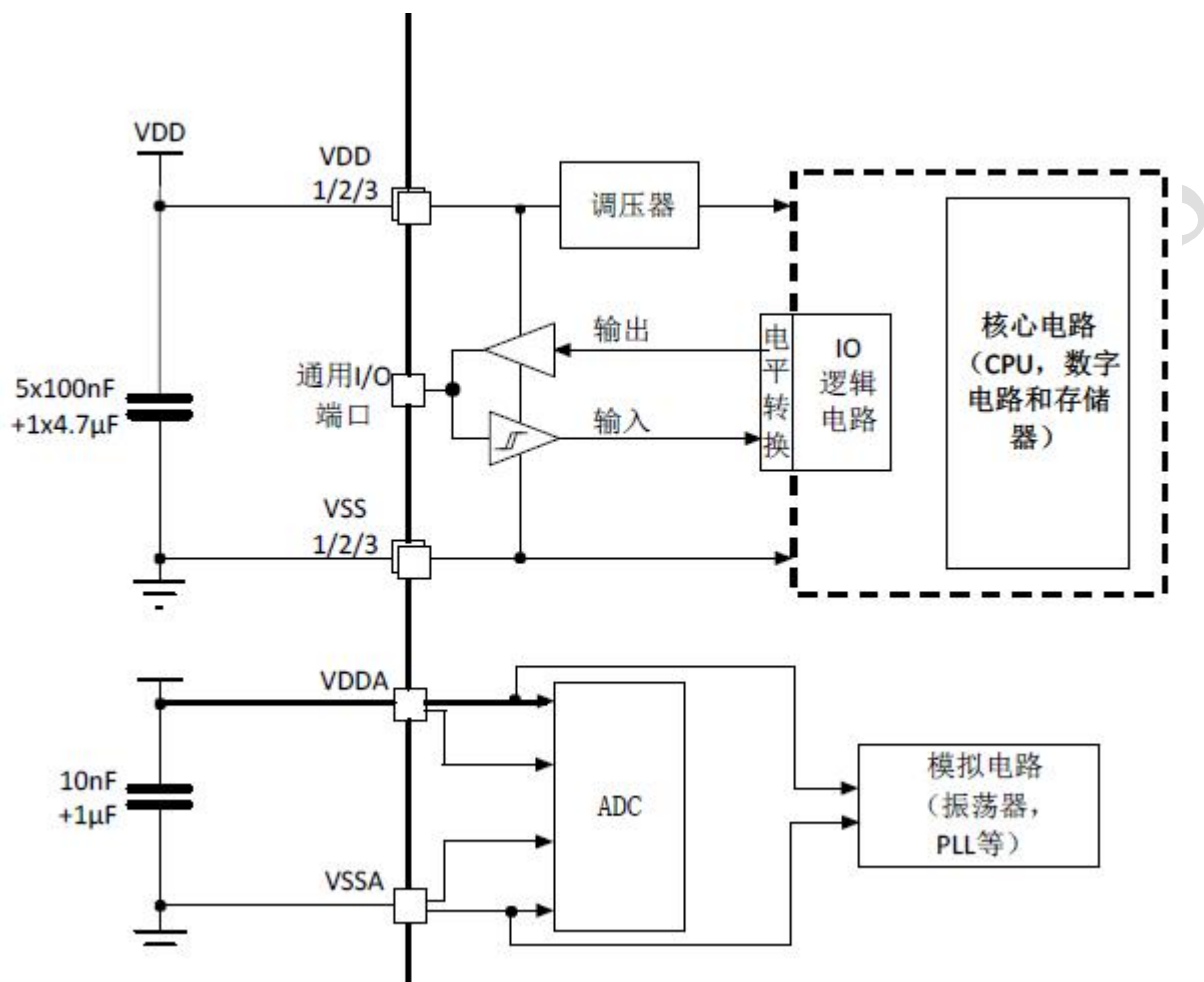 VDD
VDD
1/2/3
调压器
输出
通用I/O
端口
输入
电
平
转
换
IO
逻辑
电路
核心电路
（CPU，数字
电路和存储
器）
5x100nF
+1x4.7μF
VSS
1/2/3
VDDA
10nF
+1μF
ADC
模拟电路
（振荡器，
PLL等）
VSSA